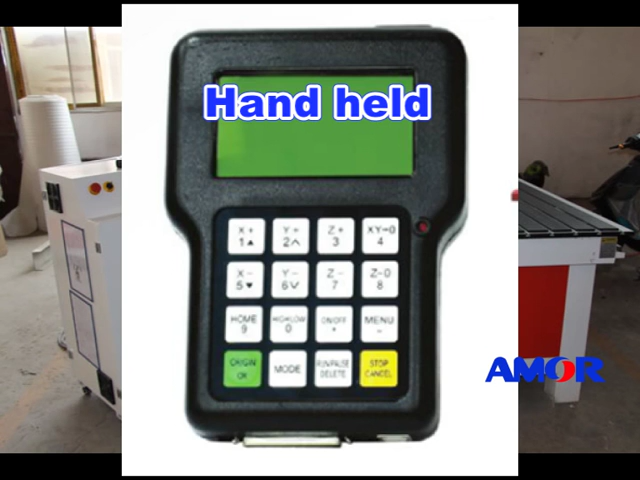 Hand held
X+ Y+ Z+ XY-0
1▲ 2∧ 3 4
X- Y- Z- Z-0
5▼ 6∨ 7 8
HOME HIGH/LOW ON/OFF MENU
9 0 + -
ORIGIN MODE RUN/PAUSE STOP
OK DELETE CANCEL
AMOR